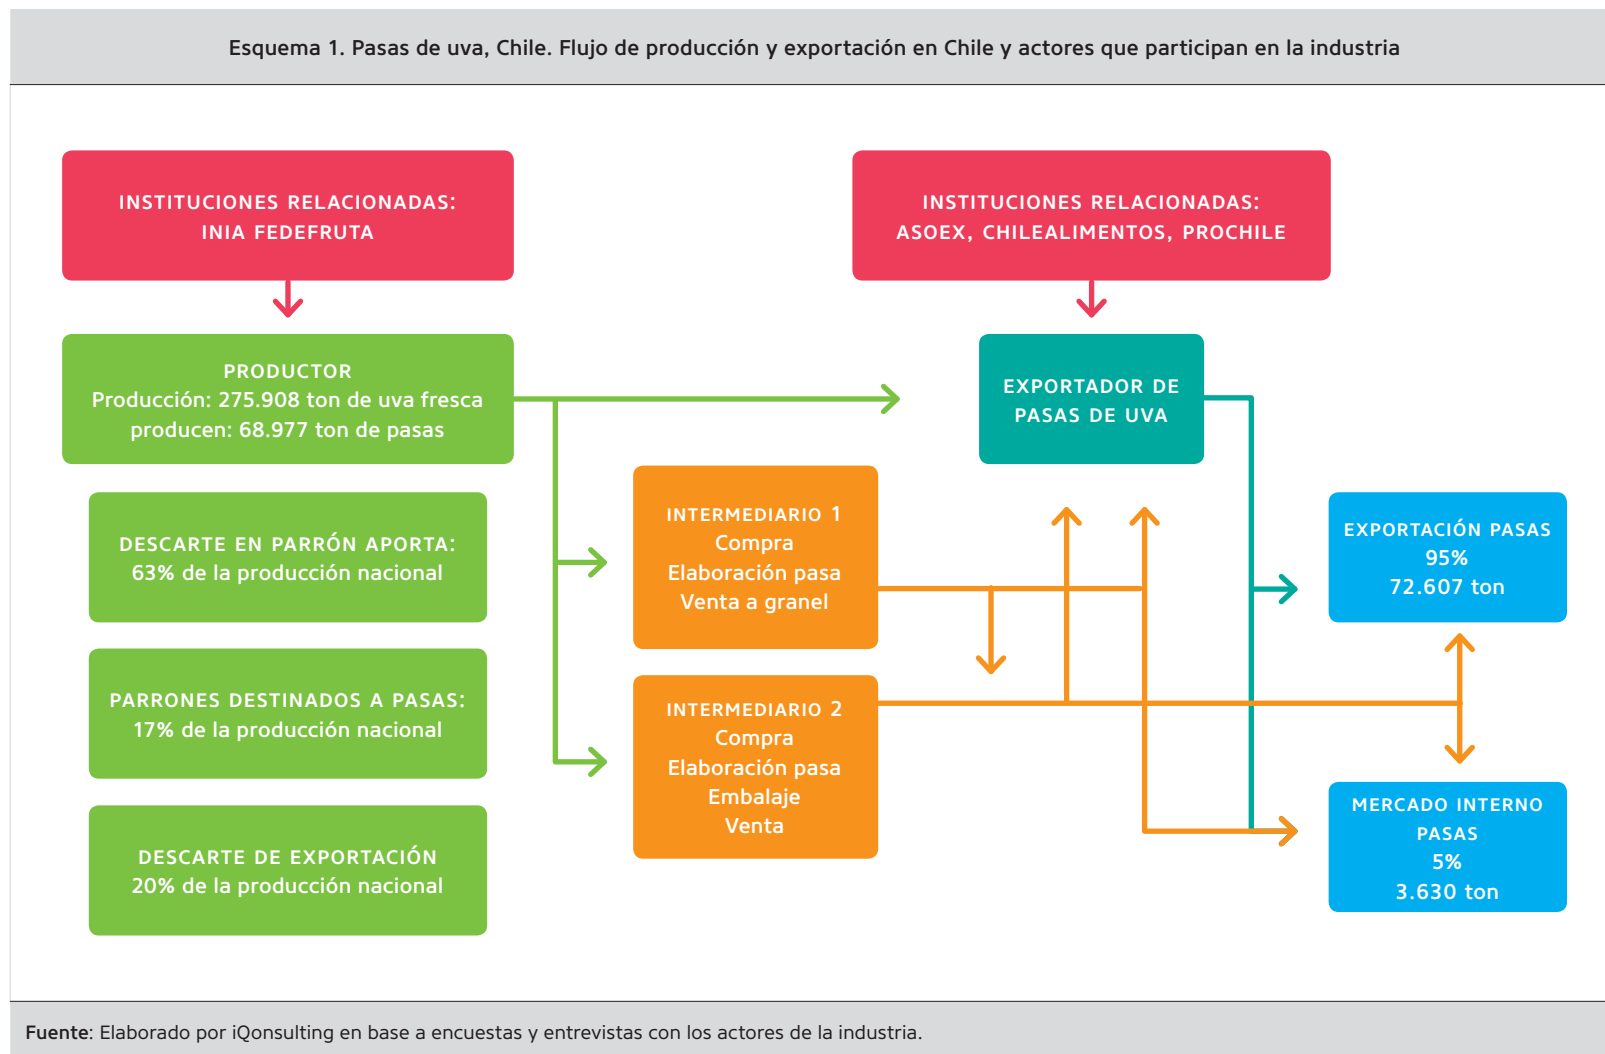 Esquema 1. Pasas de uva, Chile. Flujo de producción y exportación en Chile y actores que participan en la industria
INSTITUCIONES RELACIONADAS:
INIA FEDEFRUTA
INSTITUCIONES RELACIONADAS:
ASOEX, CHILEALIMENTOS, PROCHILE
PRODUCTOR
Producción: 275.908 ton de uva fresca
producen: 68.977 ton de pasas
EXPORTADOR DE
PASAS DE UVA
DESCARTE EN PARRÓN APORTA:
63% de la producción nacional
PARRONES DESTINADOS A PASAS:
17% de la producción nacional
DESCARTE DE EXPORTACIÓN
20% de la producción nacional
INTERMEDIARIO 1
Compra
Elaboración pasa
Venta a granel
INTERMEDIARIO 2
Compra
Elaboración pasa
Embalaje
Venta
EXPORTACIÓN PASAS
95%
72.607 ton
MERCADO INTERNO
PASAS
5%
3.630 ton
Fuente: Elaborado por iQonsulting en base a encuestas y entrevistas con los actores de la industria.